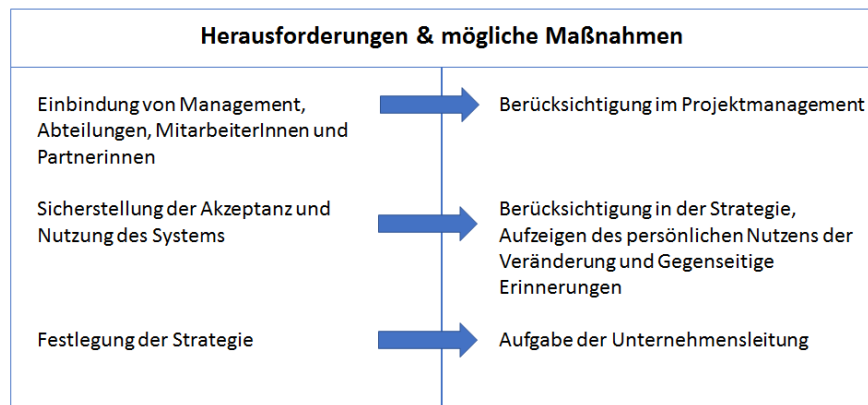 Herausforderungen & mögliche Maßnahmen
Einbindung von Management,
Abteilungen, MitarbeiterInnen und
Partnerinnen
Berücksichtigung im Projektmanagement
Sicherstellung der Akzeptanz und
Nutzung des Systems
Berücksichtigung in der Strategie,
Aufzeigen des persönlichen Nutzens der
Veränderung und Gegenseitige
Erinnerungen
Festlegung der Strategie
Aufgabe der Unternehmensleitung